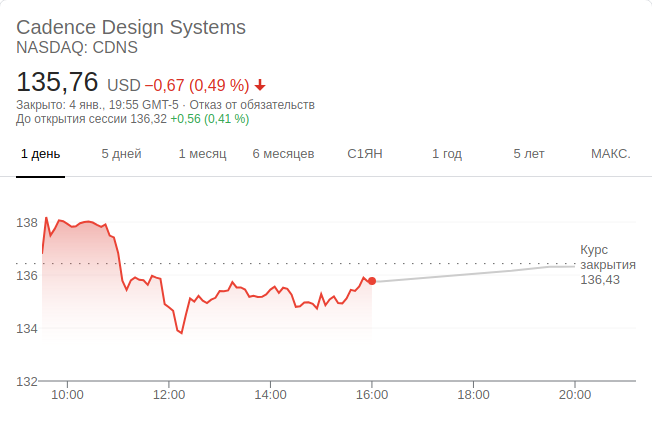 Cadence Design Systems
NASDAQ: CDNS
135,76 USD −0,67 (0,49 %)
Закрыто: 4 янв., 19:55 GMT-5 · Отказ от обязательств
До открытия сессии 136,32 +0,56 (0,41 %)
1 день 5 дней 1 месяц 6 месяцев С1ЯН 1 год 5 лет МАКС.
138
136
134
132
Курс
закрытия
136,43
10:00 12:00 14:00 16:00 18:00 20:00